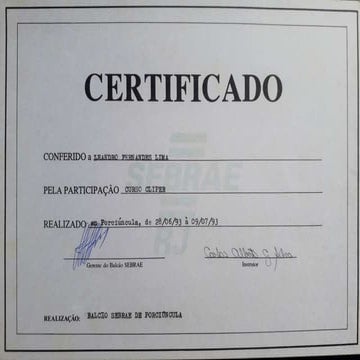 CERTIFICADO
CONFERIDO a LEANDRO FERNANDES LIMA
SEBRAE
PELA PARTICIPAÇÃO CURSO CLIPER
REALIZADO em Porciúncula, de 28/06/93 à 09/07/93
RJ
Gerente do Balcão SEBRAE
Instrutor
REALIZAÇÃO: BALCÃO SEBRAE DE PORCIÚNCULA